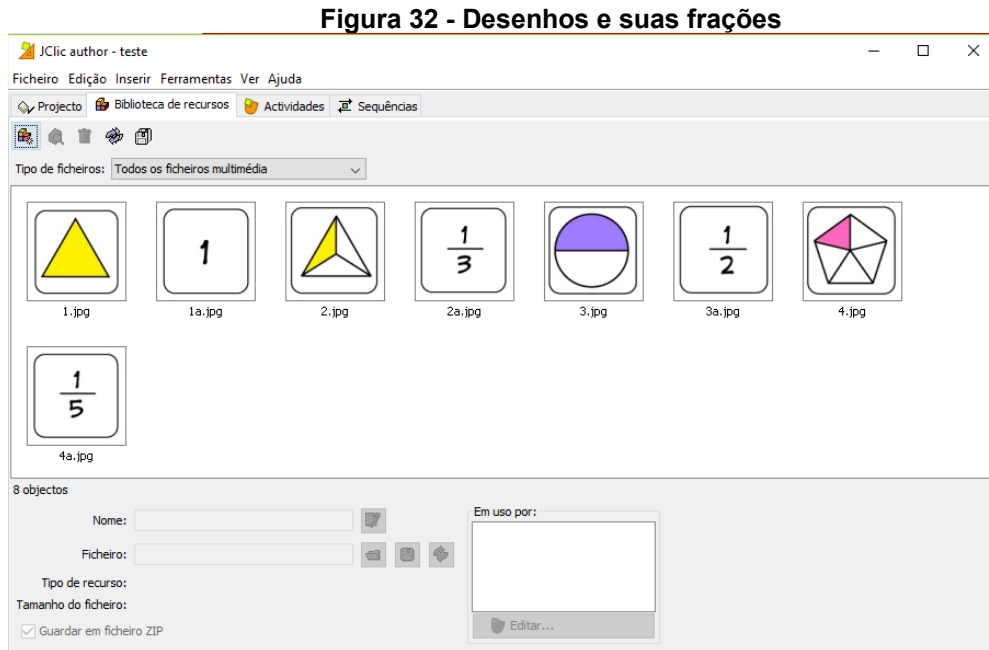 Figura 32 - Desenhos e suas frações
JClic author - teste
Ficheiro Edição Inserir Ferramentas Ver Ajuda
Projecto Biblioteca de recursos Actividades Sequências
Tipo de ficheiros: Todos os ficheiros multimédia
1
1
3
1
2
1.jpg 1a.jpg 2.jpg 2a.jpg 3.jpg 3a.jpg 4.jpg
1
5
4a.jpg
8 objectos
Nome:
Ficheiro:
Tipo de recurso:
Tamanho do ficheiro:
Guardar em ficheiro ZIP
Em uso por:
Editar...